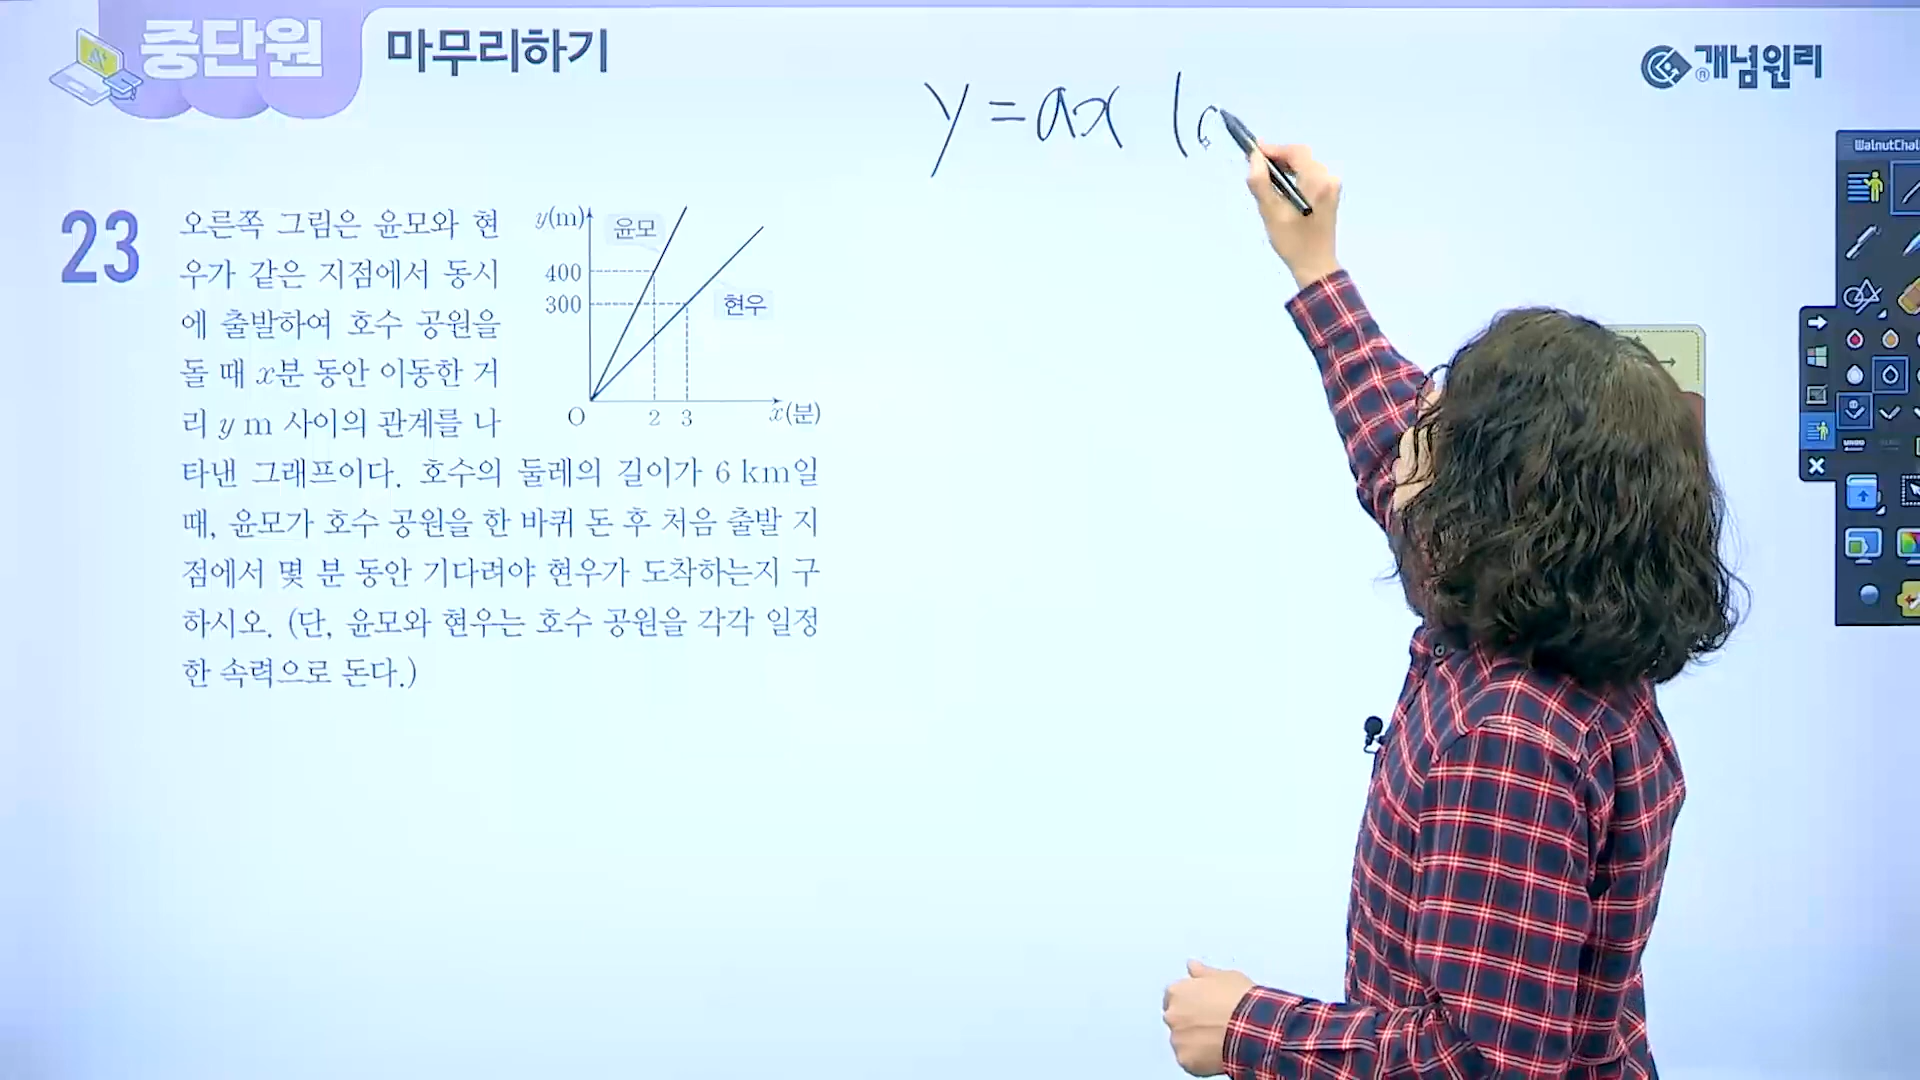 중단원 마무리하기
개념원리
y = ax (a
23
오른쪽 그림은 윤모와 현
우가 같은 지점에서 동시
에 출발하여 호수 공원을
돌 때 x분 동안 이동한 거
리 y m 사이의 관계를 나
타낸 그래프이다. 호수의 둘레의 길이가 6 km일
때, 윤모가 호수 공원을 한 바퀴 돈 후 처음 출발 지
점에서 몇 분 동안 기다려야 현우가 도착하는지 구
하시오. (단, 윤모와 현우는 호수 공원을 각각 일정
한 속력으로 돈다.)
y(m)
윤모
400
300
현우
O 2 3 x(분)
WalnutChal
UNDO